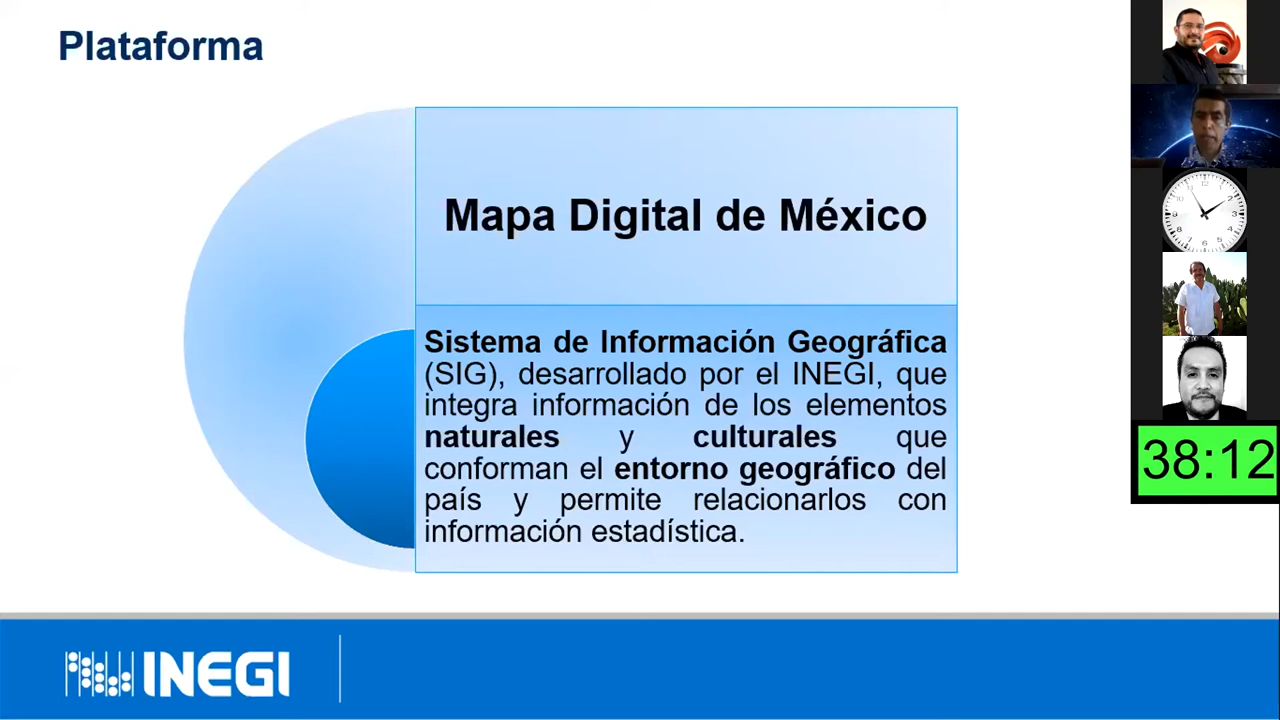 Plataforma
Mapa Digital de México
Sistema de Información Geográfica
(SIG), desarrollado por el INEGI, que
integra información de los elementos
naturales y culturales que
conforman el entorno geográfico del
país y permite relacionarlos con
información estadística.
INEGI
38:12